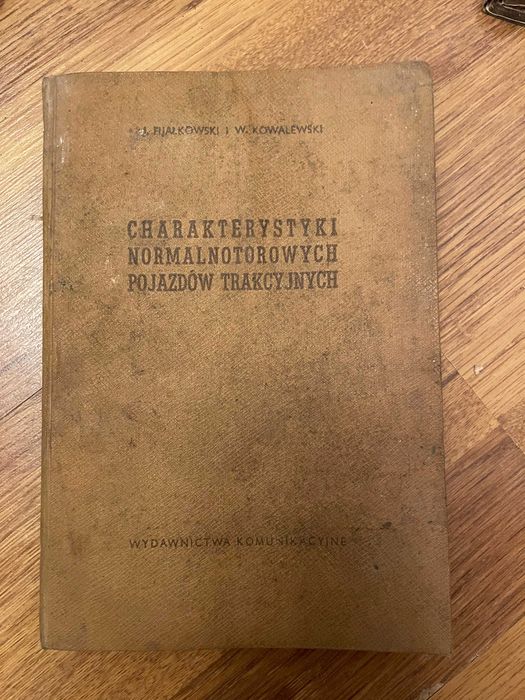 J. FIJAŁKOWSKI I W. KOWALEWSKI
CHARAKTERYSTYKI
NORMALNOTOROWYCH
POJAZDÓW TRAKCYJNYCH
WYDAWNICTWA KOMUNIKACYJNE